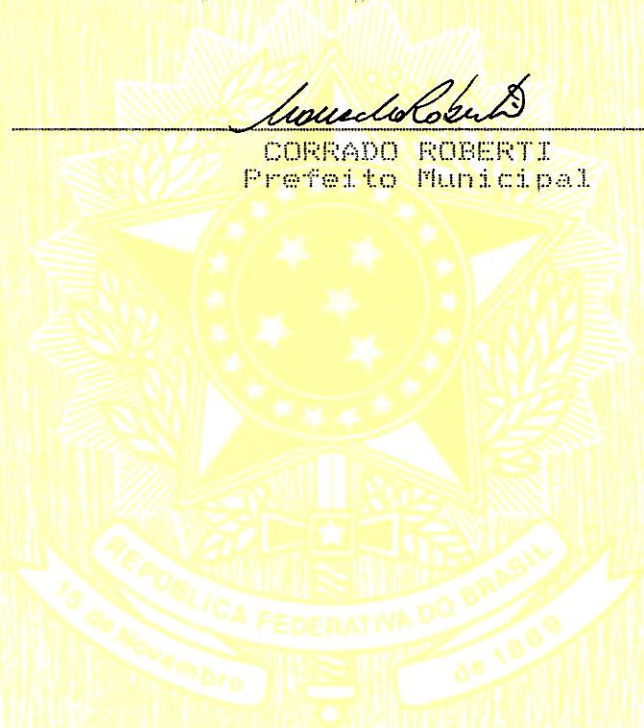 CORRADO ROBERTI
Prefeito Municipal
REPÚBLICA FEDERATIVA DO BRASIL
15 de Novembro de 1889